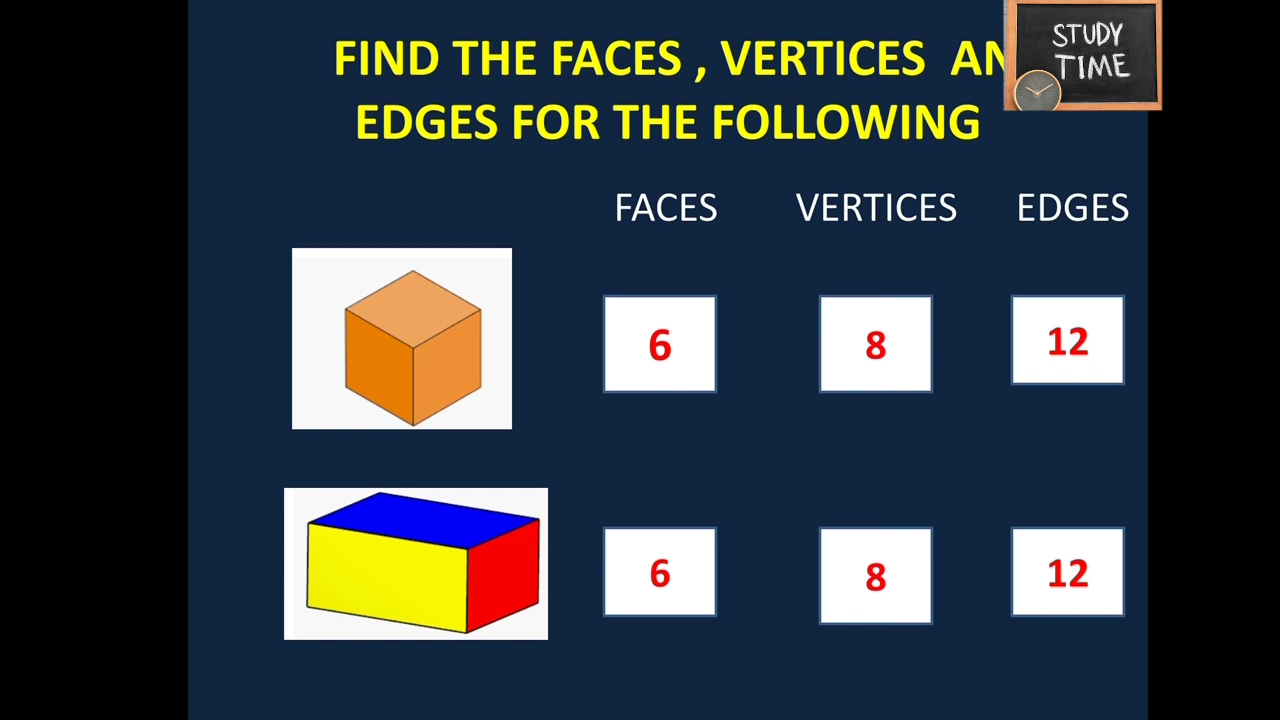 FIND THE FACES , VERTICES AN
EDGES FOR THE FOLLOWING
STUDY
TIME
FACES VERTICES EDGES
6 8 12
6 8 12